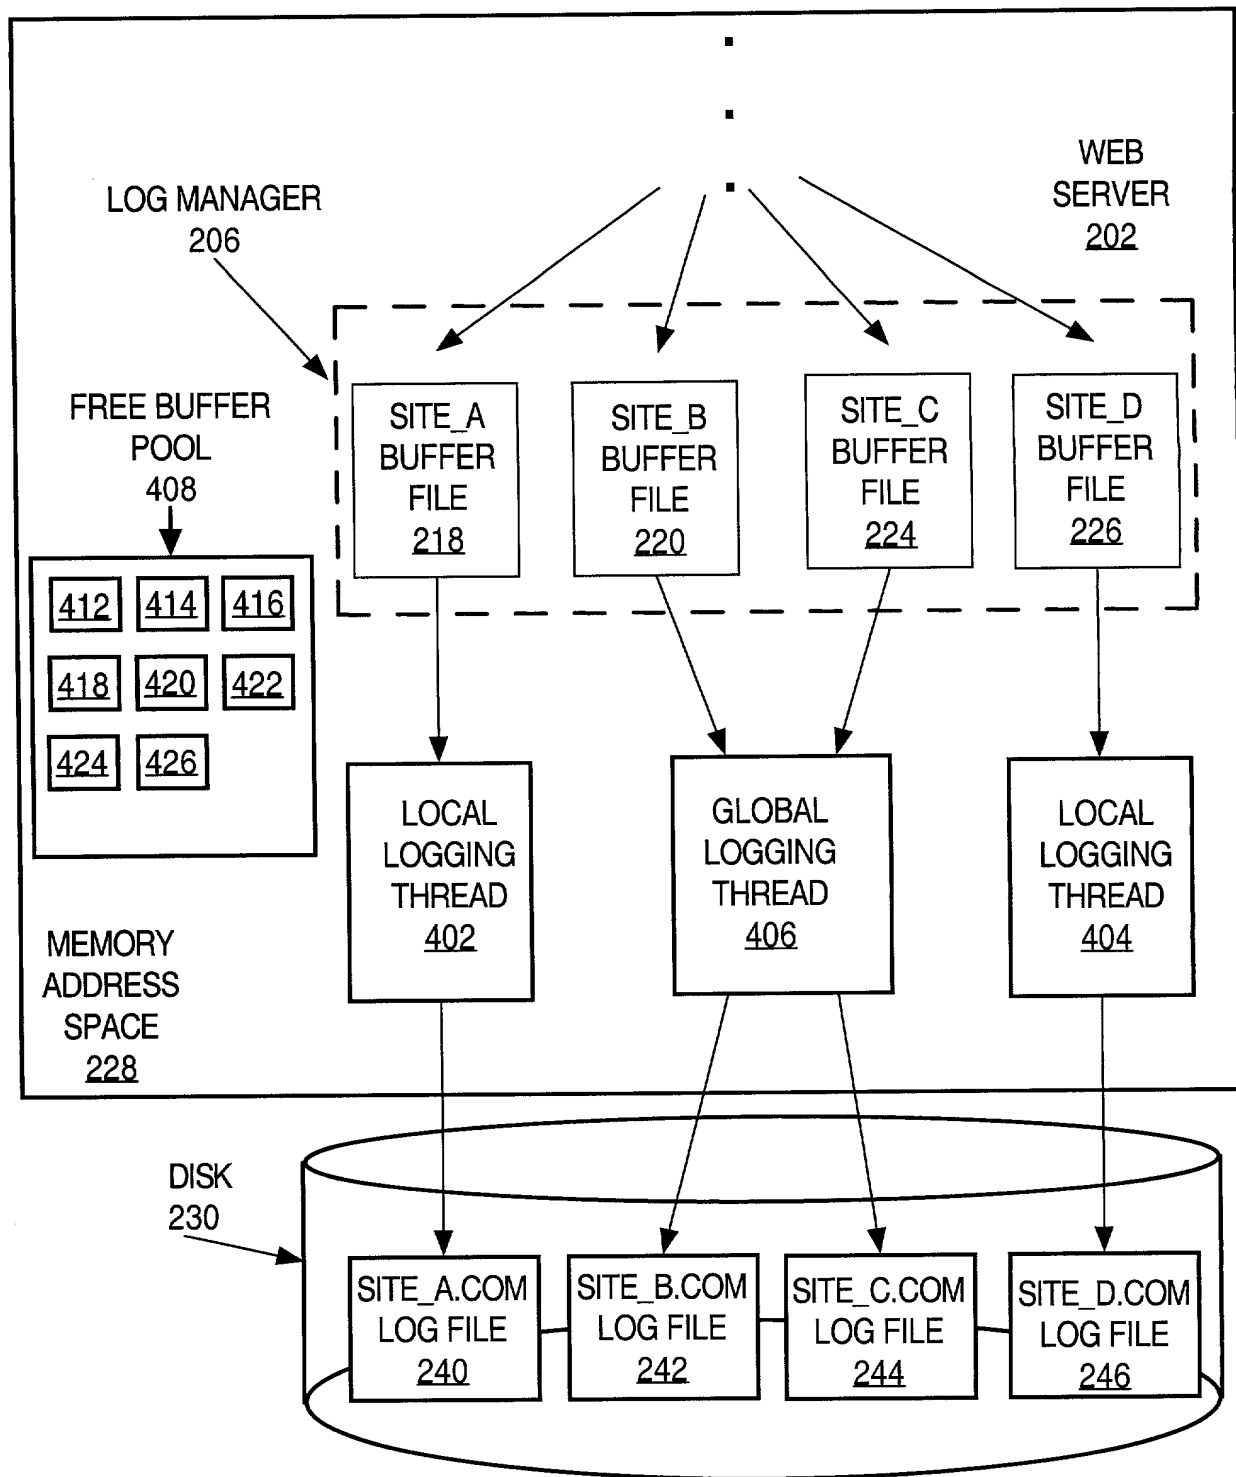 WEB
SERVER
202
LOG MANAGER
206
FREE BUFFER
POOL
408
SITE_A
BUFFER
FILE
218
SITE_B
BUFFER
FILE
220
SITE_C
BUFFER
FILE
224
SITE_D
BUFFER
FILE
226
412 414 416
418 420 422
424 426
LOCAL
LOGGING
THREAD
402
GLOBAL
LOGGING
THREAD
406
LOCAL
LOGGING
THREAD
404
MEMORY
ADDRESS
SPACE
228
DISK
230
SITE_A.COM
LOG FILE
240
SITE_B.COM
LOG FILE
242
SITE_C.COM
LOG FILE
244
SITE_D.COM
LOG FILE
246